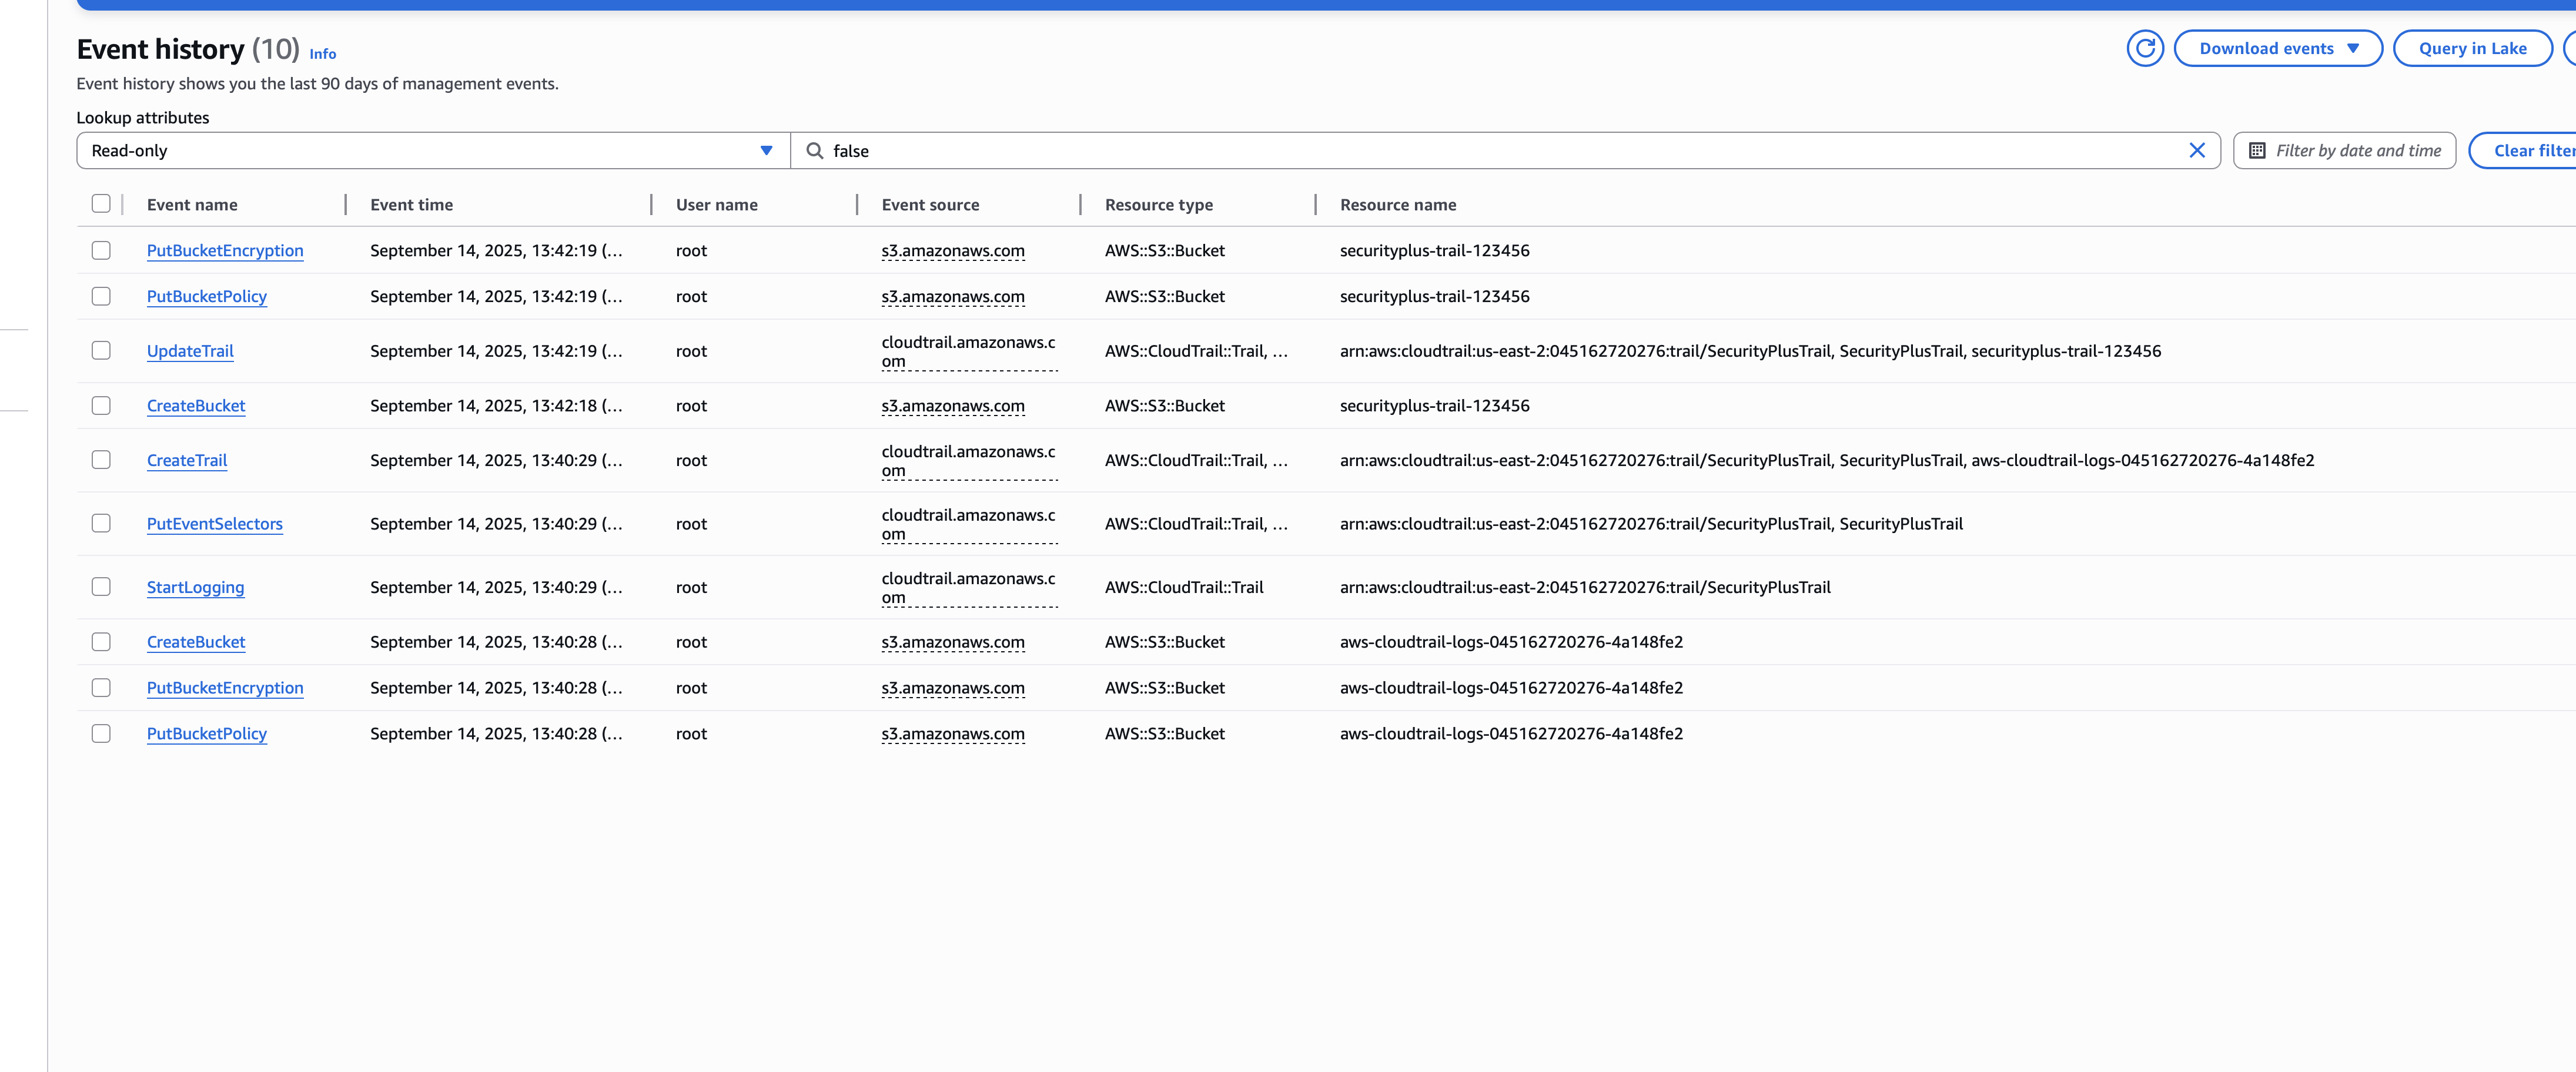 Event history (10) Info
Event history shows you the last 90 days of management events.
Download events
Query in Lake
Lookup attributes
Read-only
false
Filter by date and time
Clear filter
Event name Event time User name Event source Resource type Resource name
PutBucketEncryption September 14, 2025, 13:42:19 (... root s3.amazonaws.com AWS::S3::Bucket securityplus-trail-123456
PutBucketPolicy September 14, 2025, 13:42:19 (... root s3.amazonaws.com AWS::S3::Bucket securityplus-trail-123456
UpdateTrail September 14, 2025, 13:42:19 (... root cloudtrail.amazonaws.c
om AWS::CloudTrail::Trail, ... arn:aws:cloudtrail:us-east-2:045162720276:trail/SecurityPlusTrail, SecurityPlusTrail, securityplus-trail-123456
CreateBucket September 14, 2025, 13:42:18 (... root s3.amazonaws.com AWS::S3::Bucket securityplus-trail-123456
CreateTrail September 14, 2025, 13:40:29 (... root cloudtrail.amazonaws.c
om AWS::CloudTrail::Trail, ... arn:aws:cloudtrail:us-east-2:045162720276:trail/SecurityPlusTrail, SecurityPlusTrail, aws-cloudtrail-logs-045162720276-4a148fe2
PutEventSelectors September 14, 2025, 13:40:29 (... root cloudtrail.amazonaws.c
om AWS::CloudTrail::Trail, ... arn:aws:cloudtrail:us-east-2:045162720276:trail/SecurityPlusTrail, SecurityPlusTrail
StartLogging September 14, 2025, 13:40:29 (... root cloudtrail.amazonaws.c
om AWS::CloudTrail::Trail arn:aws:cloudtrail:us-east-2:045162720276:trail/SecurityPlusTrail
CreateBucket September 14, 2025, 13:40:28 (... root s3.amazonaws.com AWS::S3::Bucket aws-cloudtrail-logs-045162720276-4a148fe2
PutBucketEncryption September 14, 2025, 13:40:28 (... root s3.amazonaws.com AWS::S3::Bucket aws-cloudtrail-logs-045162720276-4a148fe2
PutBucketPolicy September 14, 2025, 13:40:28 (... root s3.amazonaws.com AWS::S3::Bucket aws-cloudtrail-logs-045162720276-4a148fe2